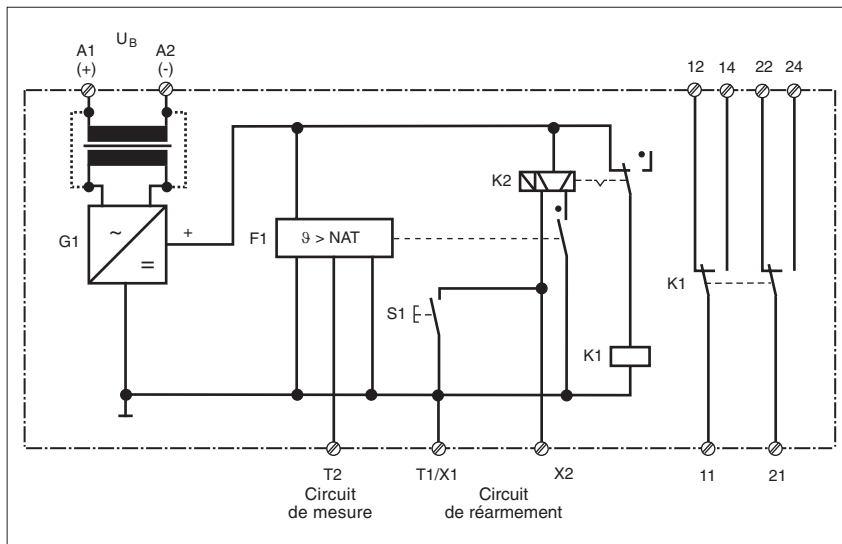 U_B
A1 A2 12 14 22 24
(+) (-)
K2
G1 ~ + F1 ϑ > NAT
=
S1 K1
K1
T2 T1/X1 X2 11 21
Circuit Circuit
de mesure de réarmement